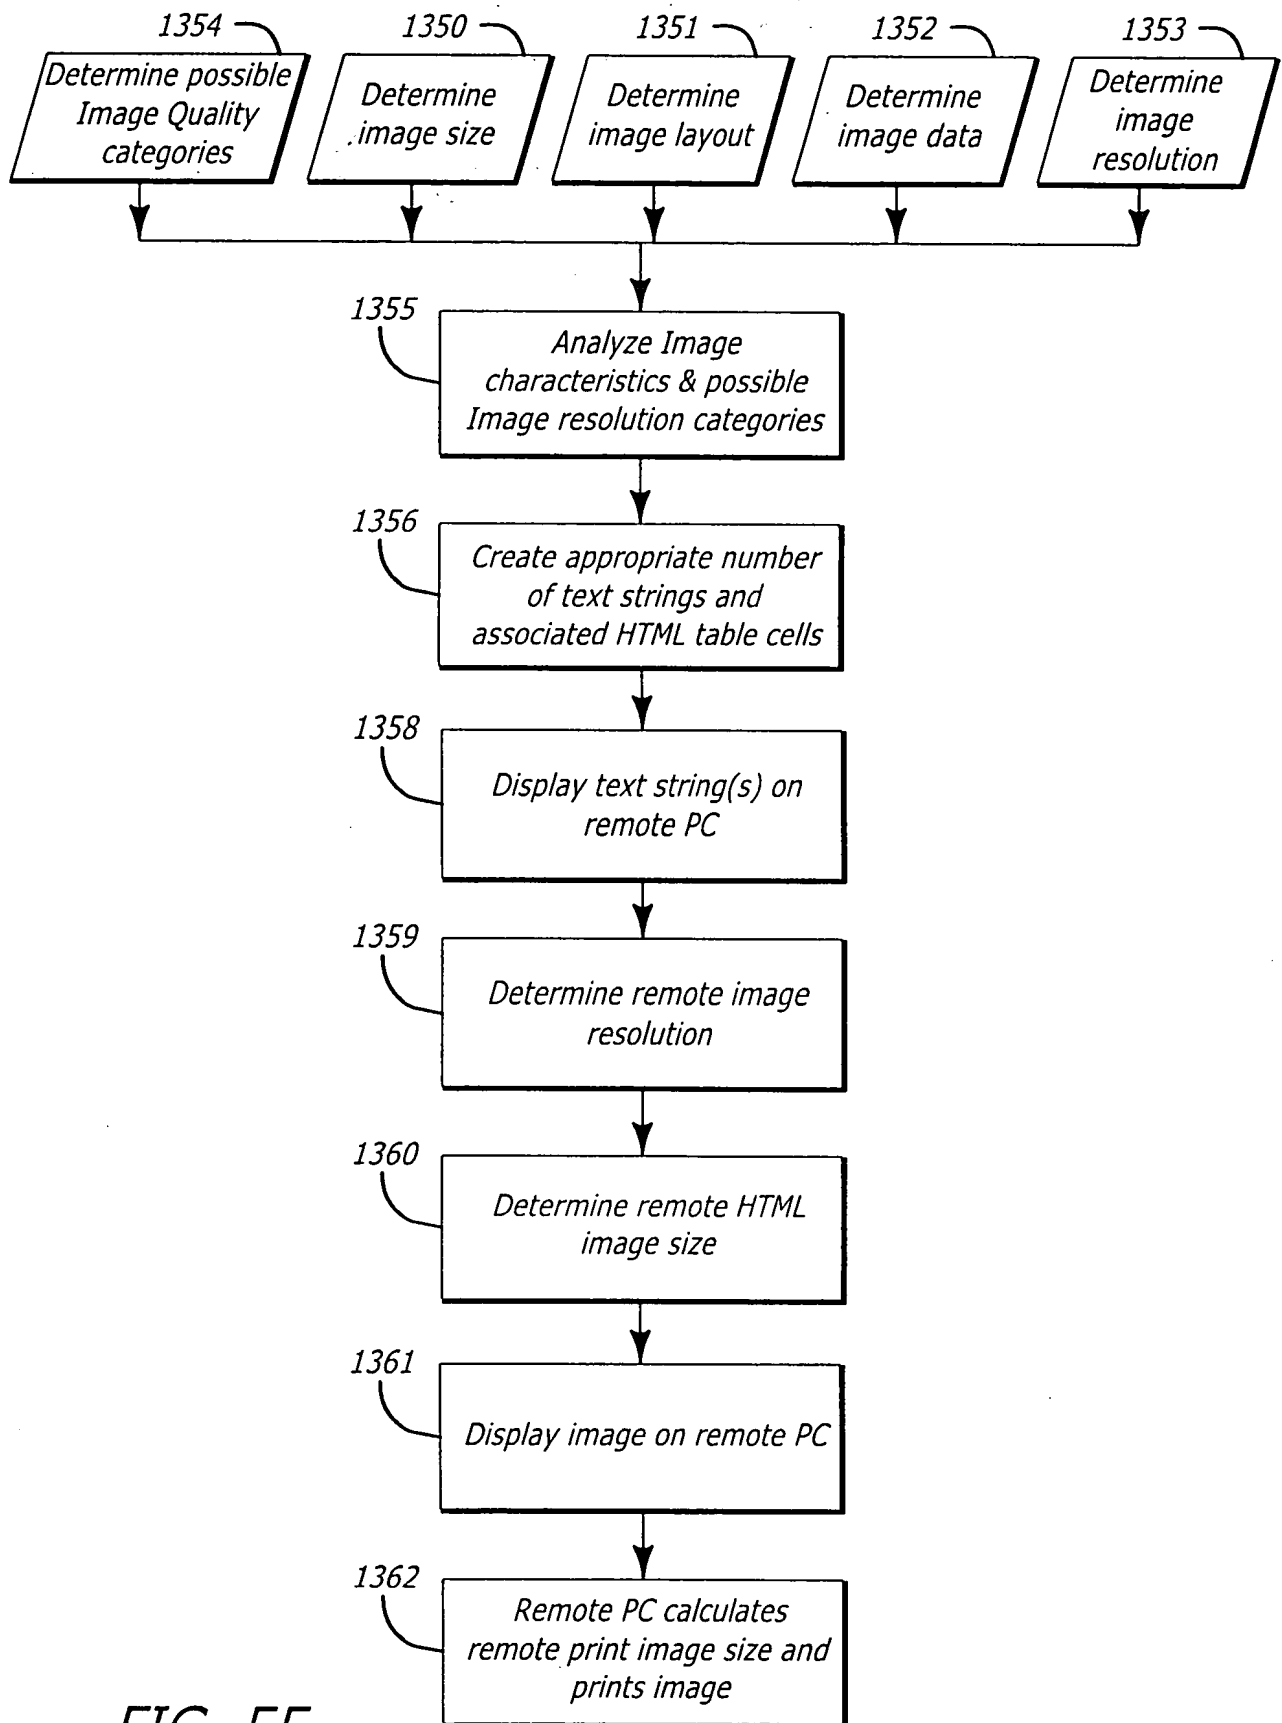 1354
1350
1351
1352
1353
Determine possible
Image Quality
categories
Determine
image size
Determine
image layout
Determine
image data
Determine
image
resolution
1355
Analyze Image
characteristics & possible
Image resolution categories
1356
Create appropriate number
of text strings and
associated HTML table cells
1358
Display text string(s) on
remote PC
1359
Determine remote image
resolution
1360
Determine remote HTML
image size
1361
Display image on remote PC
1362
Remote PC calculates
remote print image size and
prints image